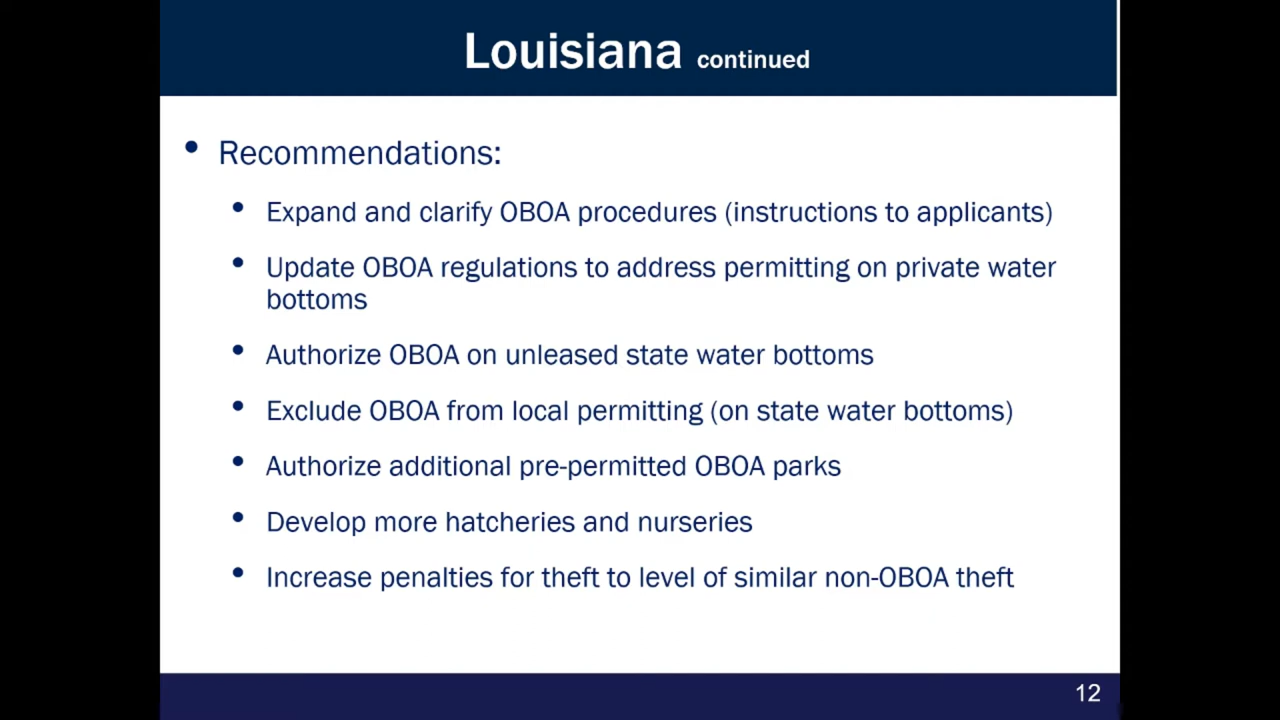 Louisiana continued
• Recommendations:
• Expand and clarify OBOA procedures (instructions to applicants)
• Update OBOA regulations to address permitting on private water
bottoms
• Authorize OBOA on unleased state water bottoms
• Exclude OBOA from local permitting (on state water bottoms)
• Authorize additional pre-permitted OBOA parks
• Develop more hatcheries and nurseries
• Increase penalties for theft to level of similar non-OBOA theft
12